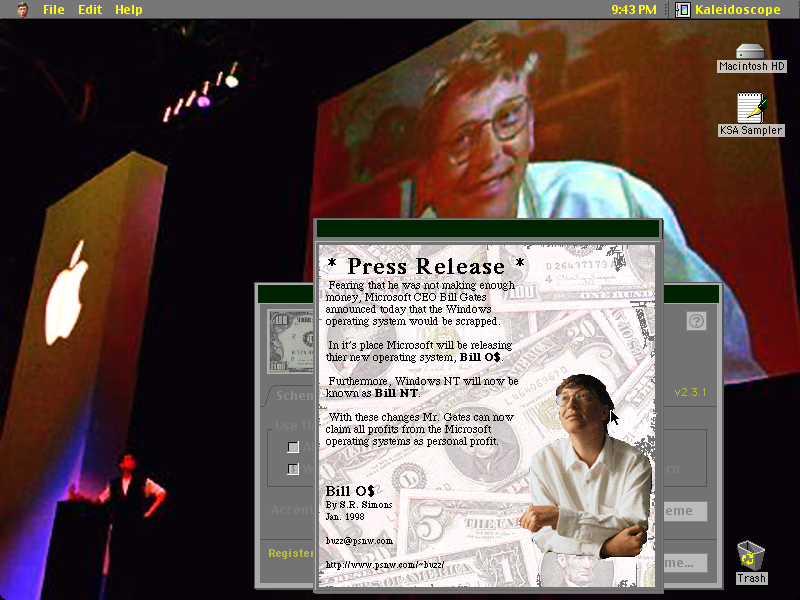 File Edit Help
9:43 PM
Kaleidoscope
Macintosh HD
KSA Sampler
* Press Release *
Fearing that he was not making enough
money, Microsoft CEO Bill Gates
announced today that the Windows
operating system would be scrapped.
In it's place Microsoft will be releasing
thier new operating system, Bill O$.
Furthermore, Windows NT will now be
known as Bill NT.
With these changes Mr. Gates can now
claim all profits from the Microsoft
operating systems as personal profit.
Bill O$
By S.R. Simons
Jan. 1998
buzz@psnw.com
http://www.psnw.com/~buzz/
v2.3.1
Schem
Use Th
Accent
Register
eme
me...
Trash